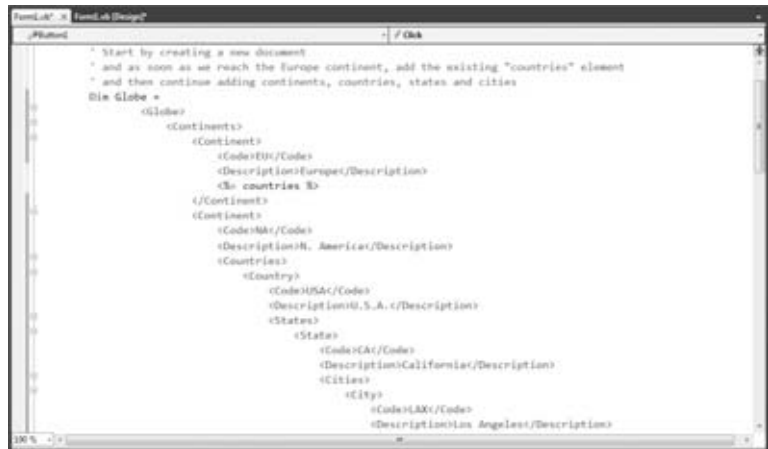 Form1.vb* × Form1.vb [Design]*
Button1 Click
' Start by creating a new document
' and as soon as we reach the Europe continent, add the existing "countries" element
' and then continue adding continents, countries, states and cities
Dim Globe =
<Globe>
<Continents>
<Continent>
<Code>EU</Code>
<Description>Europe</Description>
<%= countries %>
</Continent>
<Continent>
<Code>NA</Code>
<Description>N. America</Description>
<Countries>
<Country>
<Code>USA</Code>
<Description>U.S.A.</Description>
<States>
<State>
<Code>CA</Code>
<Description>California</Description>
<Cities>
<City>
<Code>LAX</Code>
<Description>Los Angeles</Description>
100 %